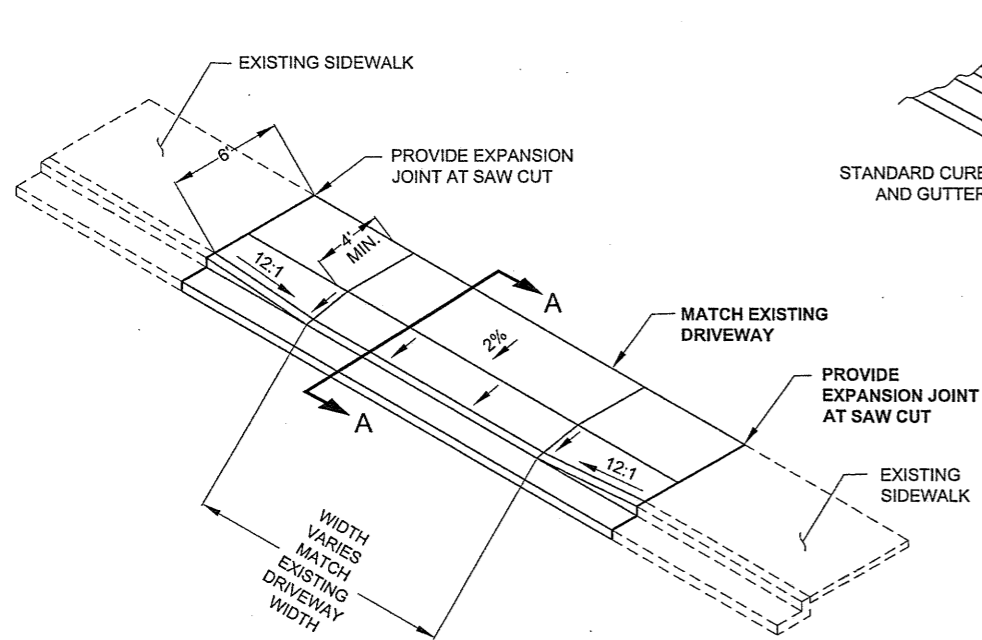 EXISTING SIDEWALK
6'
PROVIDE EXPANSION
JOINT AT SAW CUT
STANDARD CURB
AND GUTTER
4'
MIN.
12:1
A
MATCH EXISTING
DRIVEWAY
2%
PROVIDE
EXPANSION JOINT
AT SAW CUT
A
12:1
EXISTING
SIDEWALK
WIDTH
VARIES
MATCH
EXISTING
DRIVEWAY
WIDTH